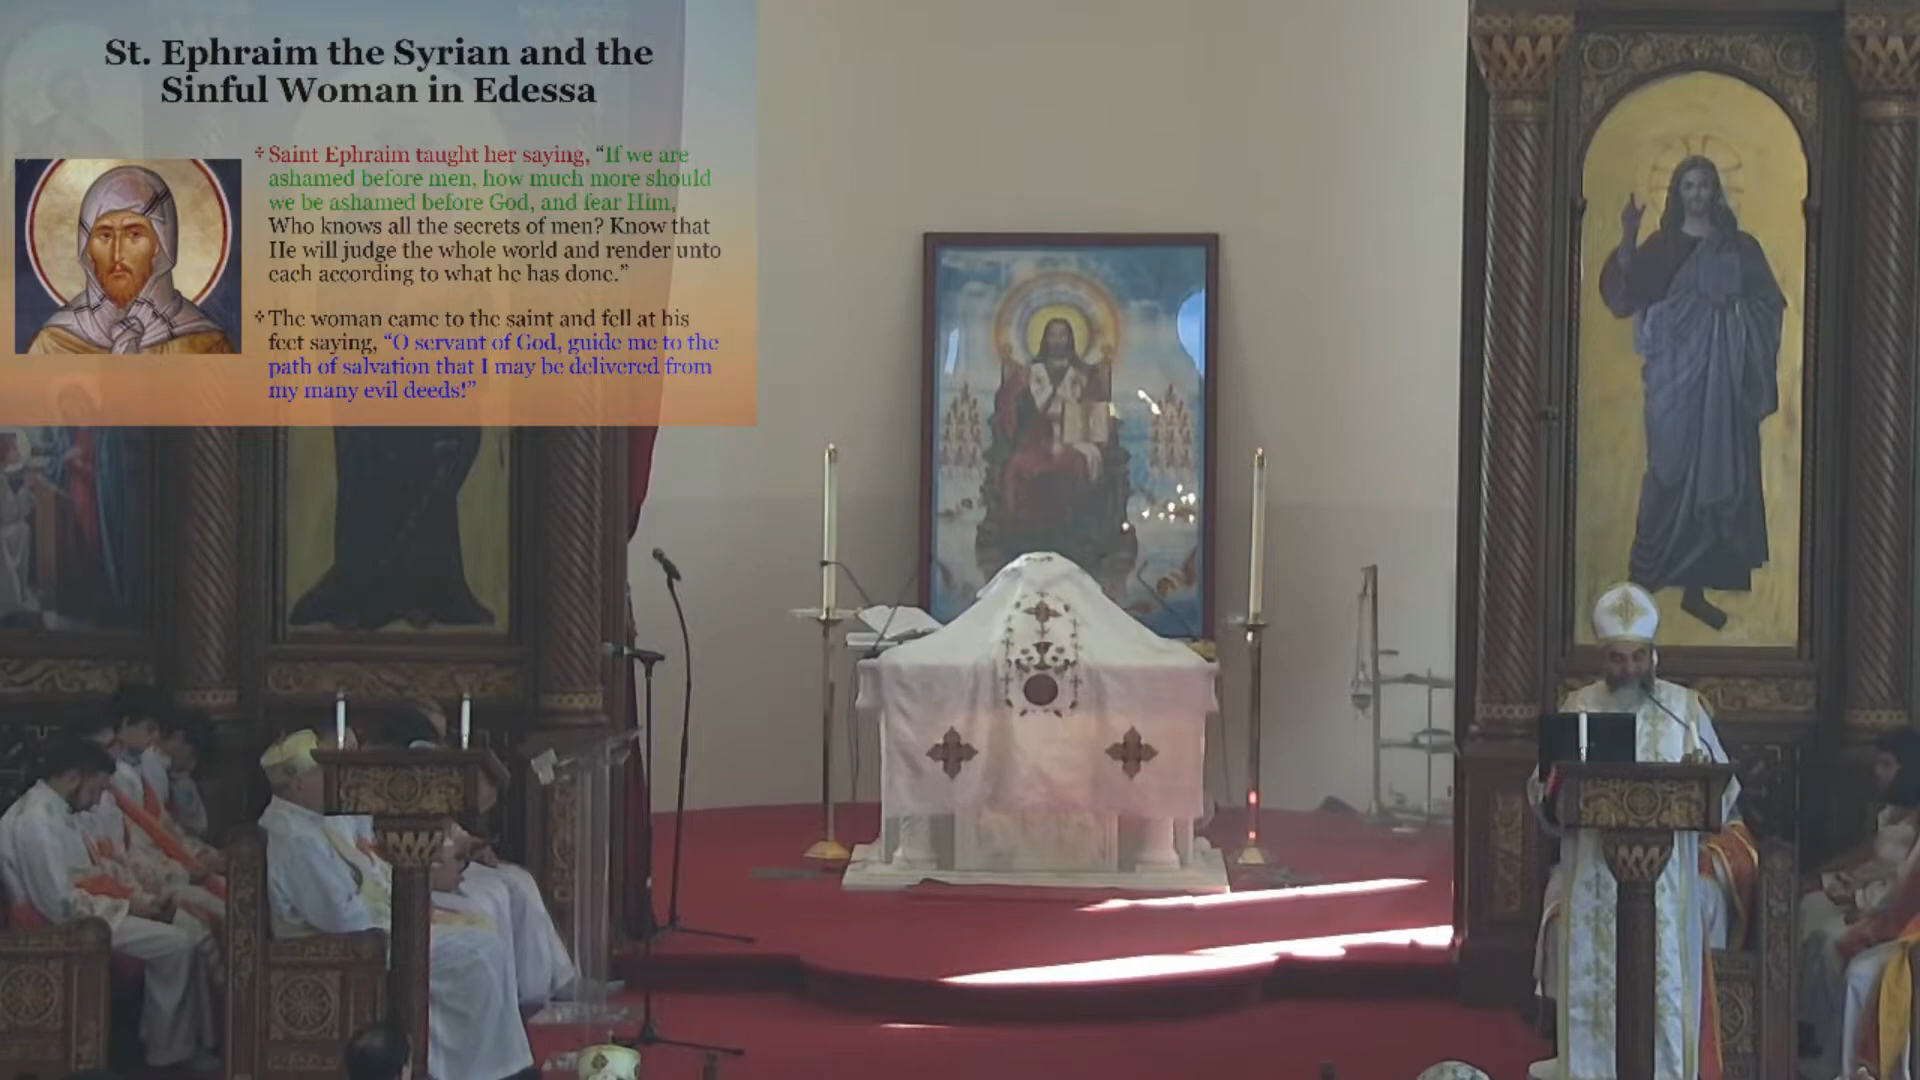 St. Ephraim the Syrian and the
Sinful Woman in Edessa
Saint Ephraim taught her saying, “If we are
ashamed before men, how much more should
we be ashamed before God, and fear Him,
Who knows all the secrets of men? Know that
He will judge the whole world and render unto
each according to what he has done.”
The woman came to the saint and fell at his
feet saying, “O servant of God, guide me to the
path of salvation that I may be delivered from
my many evil deeds!”